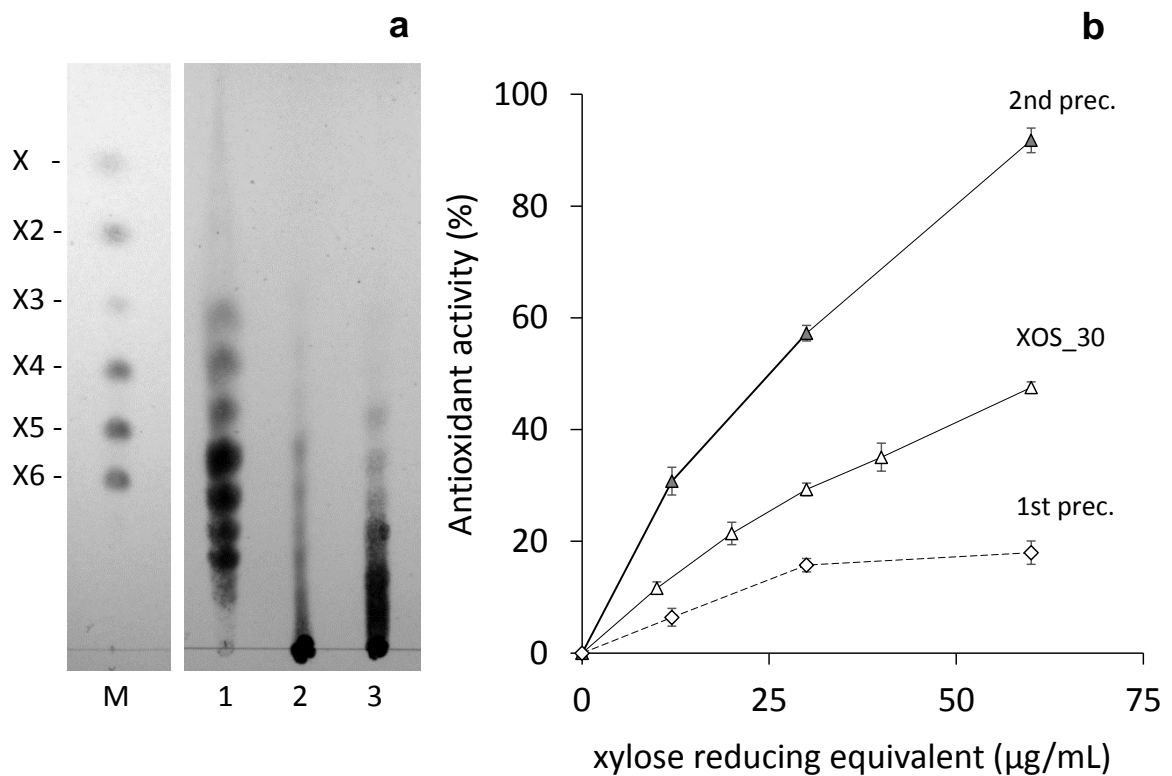 a
X -
X2 -
X3 -
X4 -
X5 -
X6 -
M 1 2 3
b
Antioxidant activity (%)
100
80
60
40
20
0
2nd prec.
XOS_30
1st prec.
0 25 50 75
xylose reducing equivalent (µg/mL)